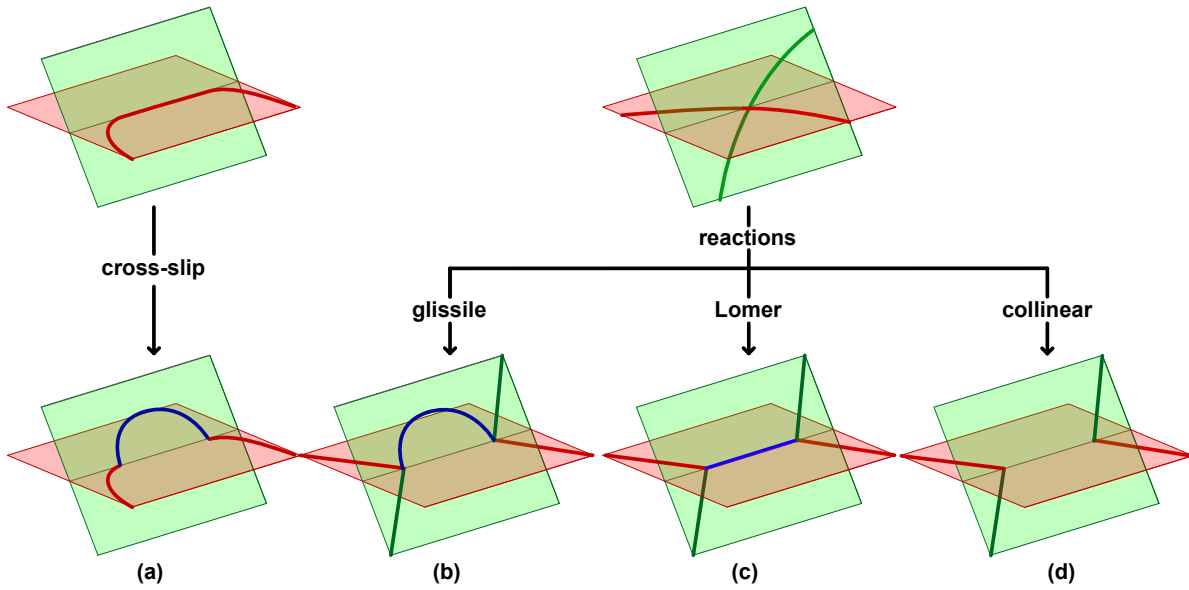 reactions
cross-slip
glissile
Lomer
collinear
(a)
(b)
(c)
(d)